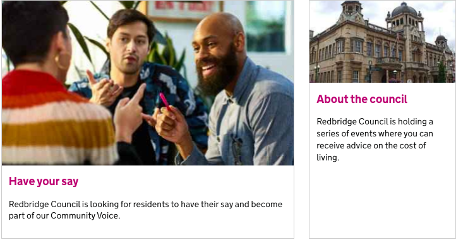 Have your say
Redbridge Council is looking for residents to have their say and become
part of our Community Voice.
About the council
Redbridge Council is holding a
series of events where you can
receive advice on the cost of
living.